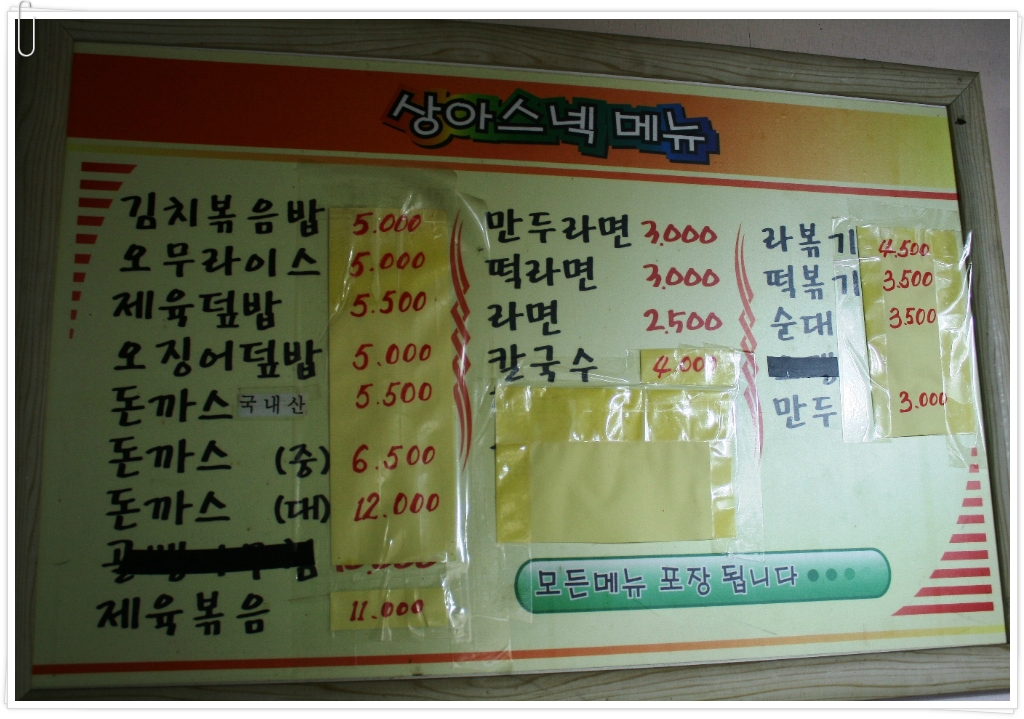 상아스넥 메뉴
김치볶음밥 5.000
오무라이스 5.000
제육덮밥 5.500
오징어덮밥 5.000
돈까스 국내산 5.500
돈까스 (중) 6.500
돈까스 (대) 12.000
제육볶음 11.000
만두라면 3,000
떡라면 3,000
라면 2,500
칼국수 4.000
라볶기 4.500
떡볶기 3.500
순대 3.500
만두 3.000
모든메뉴 포장 됩니다